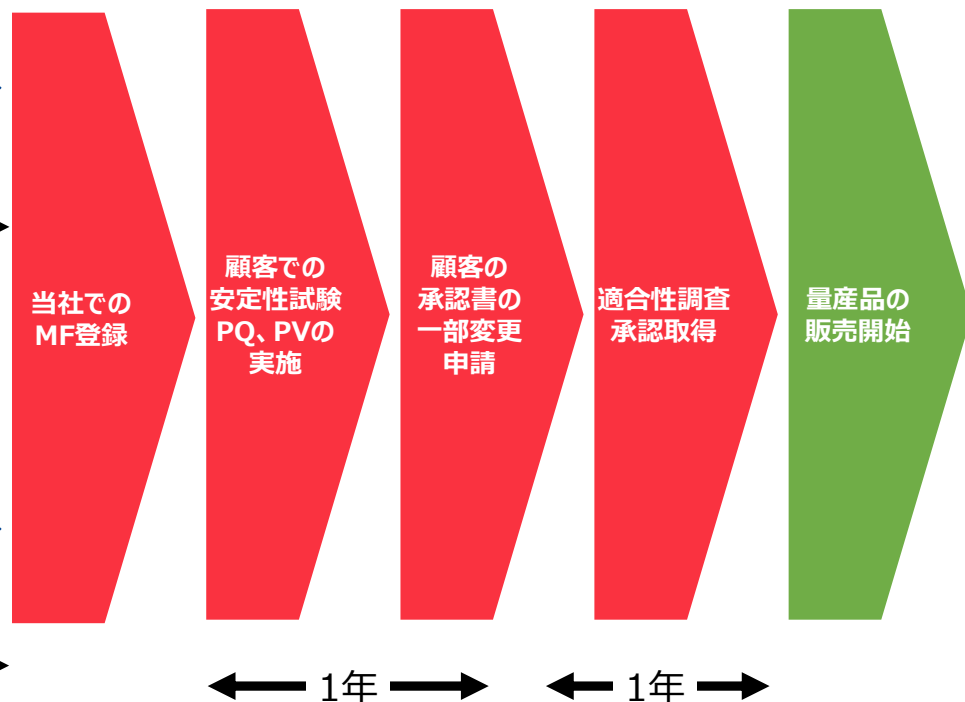 当社での
MF登録
顧客での
安定性試験
PQ、PVの
実施
顧客の
承認書の
一部変更
申請
適合性調査
承認取得
量産品の
販売開始
1年
1年